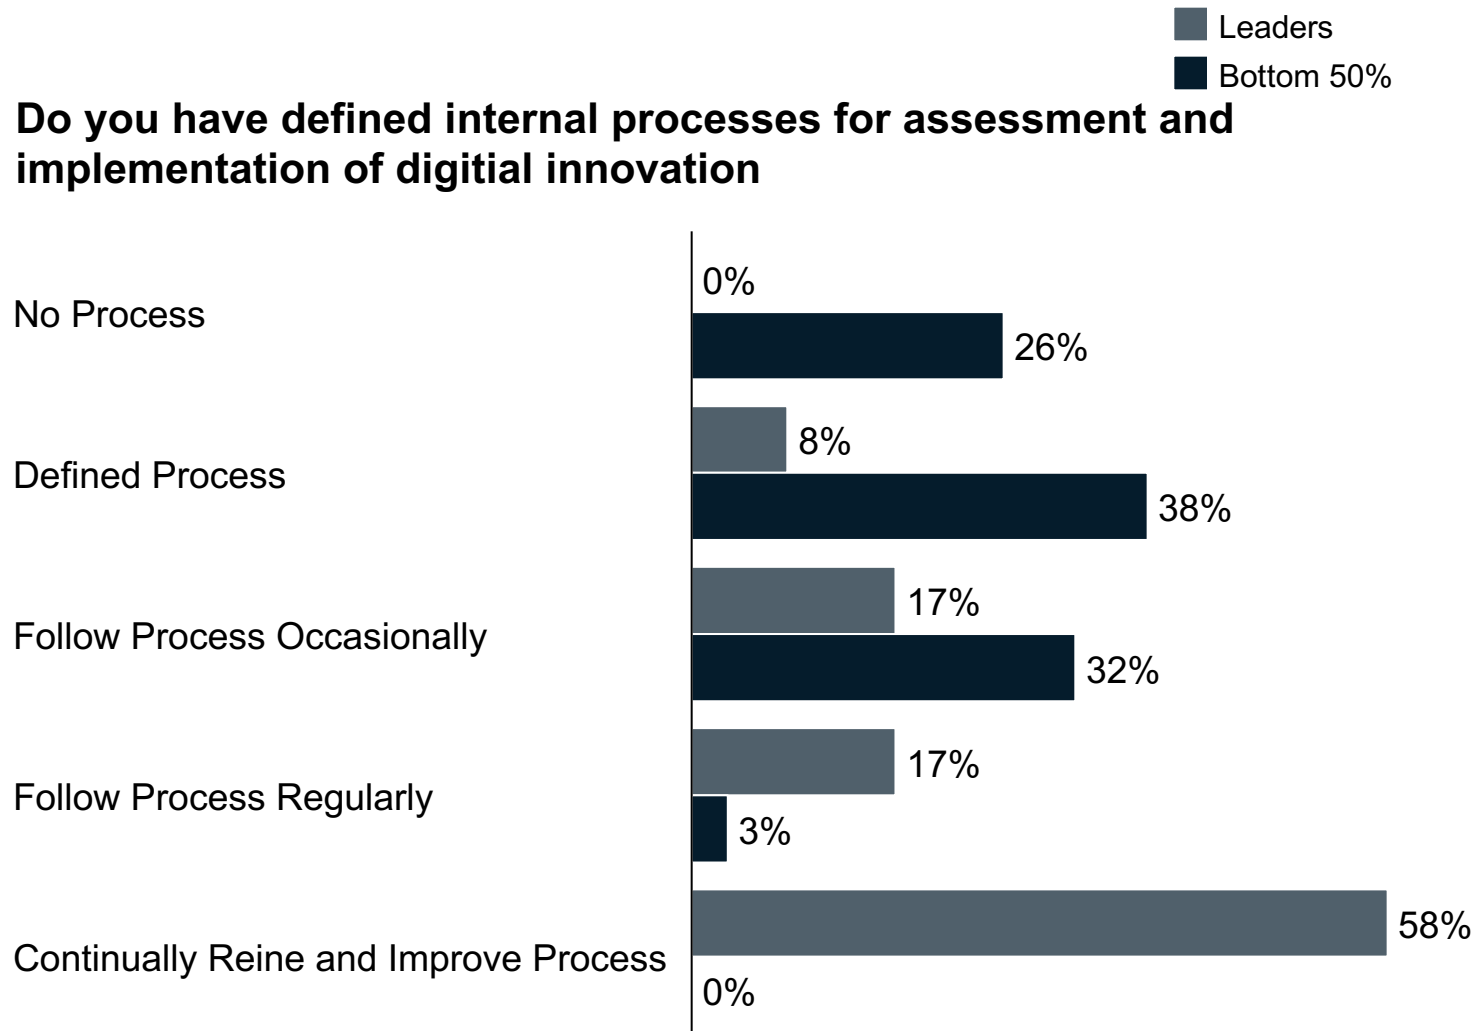 Leaders
Bottom 50%
Do you have defined internal processes for assessment and
implementation of digitial innovation
0%
No Process
26%
8%
Defined Process
38%
17%
Follow Process Occasionally
32%
17%
Follow Process Regularly
3%
58%
Continually Reine and Improve Process
0%